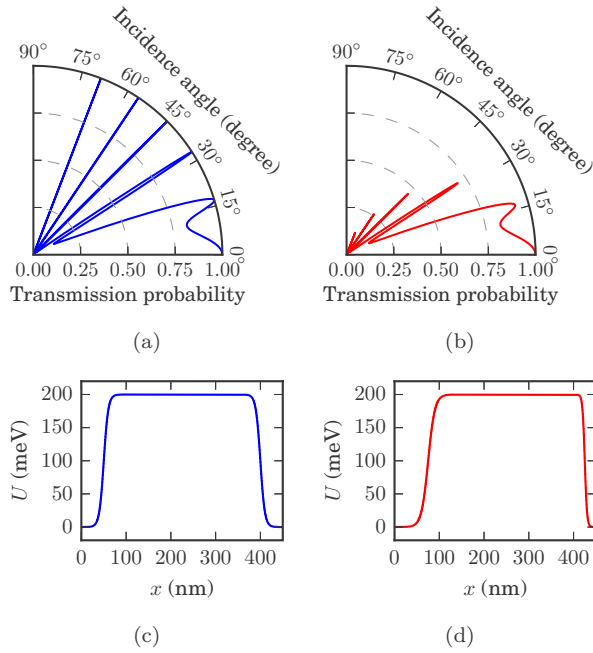 Incidence angle (degree)
90°
75°
60°
45°
30°
15°
0°
0.00 0.25 0.50 0.75 1.00
Transmission probability
(a)
Incidence angle (degree)
90°
75°
60°
45°
30°
15°
0°
0.00 0.25 0.50 0.75 1.00
Transmission probability
(b)
U (meV)
200
150
100
50
0
0 100 200 300 400
x (nm)
(c)
U (meV)
200
150
100
50
0
0 100 200 300 400
x (nm)
(d)